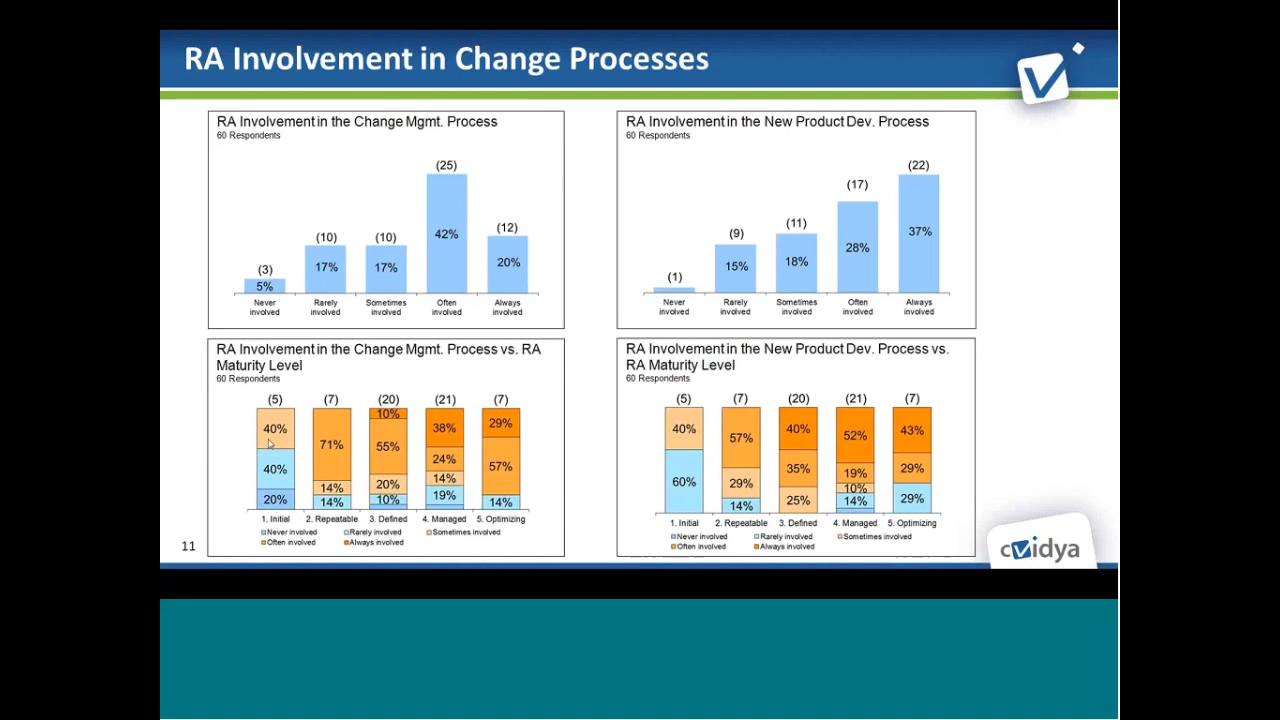 RA Involvement in Change Processes
RA Involvement in the Change Mgmt. Process
60 Respondents
(3) (10) (10) (25) (12)
5% 17% 17% 42% 20%
Never involved Rarely involved Sometimes involved Often involved Always involved
RA Involvement in the New Product Dev. Process
60 Respondents
(1) (9) (11) (17) (22)
15% 18% 28% 37%
Never involved Rarely involved Sometimes involved Often involved Always involved
RA Involvement in the Change Mgmt. Process vs. RA
Maturity Level
60 Respondents
(5) (7) (20) (21) (7)
40% 40% 20%
71% 14% 14%
10% 55% 20% 10%
38% 24% 14% 19%
29% 57% 14%
1. Initial 2. Repeatable 3. Defined 4. Managed 5. Optimizing
Never involved Rarely involved Sometimes involved
Often involved Always involved
RA Involvement in the New Product Dev. Process vs.
RA Maturity Level
60 Respondents
(5) (7) (20) (21) (7)
40% 60%
57% 29% 14%
40% 35% 25%
52% 19% 10% 14%
43% 29% 29%
1. Initial 2. Repeatable 3. Defined 4. Managed 5. Optimizing
Never involved Rarely involved Sometimes involved
Often involved Always involved
11
cvidya